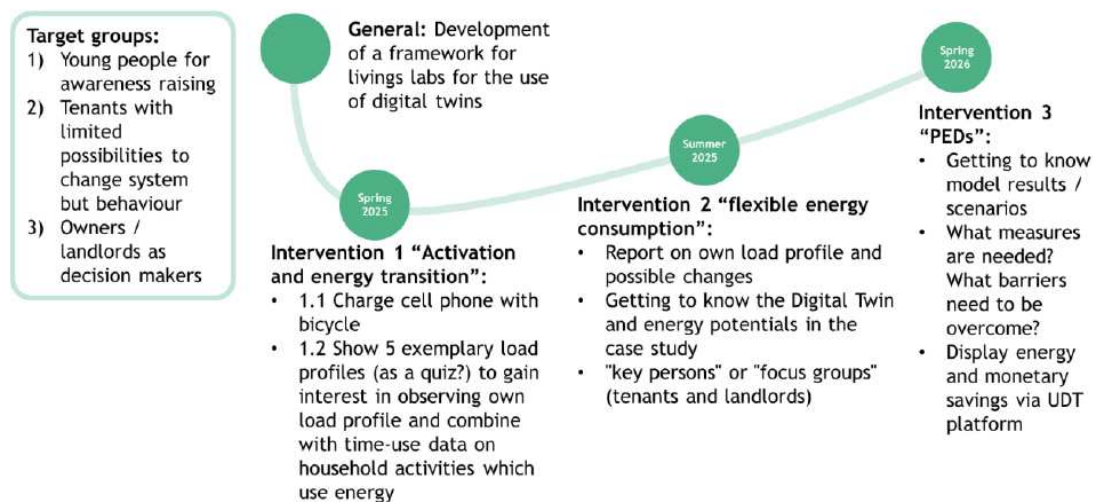 Target groups:
1) Young people for
awareness raising
2) Tenants with
limited
possibilities to
change system
but behaviour
3) Owners /
landlords as
decision makers
General: Development
of a framework for
livings labs for the use
of digital twins
Spring
2025
Intervention 1 “Activation
and energy transition”:
• 1.1 Charge cell phone with
bicycle
• 1.2 Show 5 exemplary load
profiles (as a quiz?) to gain
interest in observing own
load profile and combine
with time-use data on
household activities which
use energy
Summer
2025
Intervention 2 “flexible energy
consumption”:
• Report on own load profile and
possible changes
• Getting to know the Digital Twin
and energy potentials in the
case study
• "key persons" or "focus groups"
(tenants and landlords)
Spring
2026
Intervention 3
“PEDs”:
• Getting to know
model results /
scenarios
• What measures
are needed?
What barriers
need to be
overcome?
• Display energy
and monetary
savings via UDT
platform